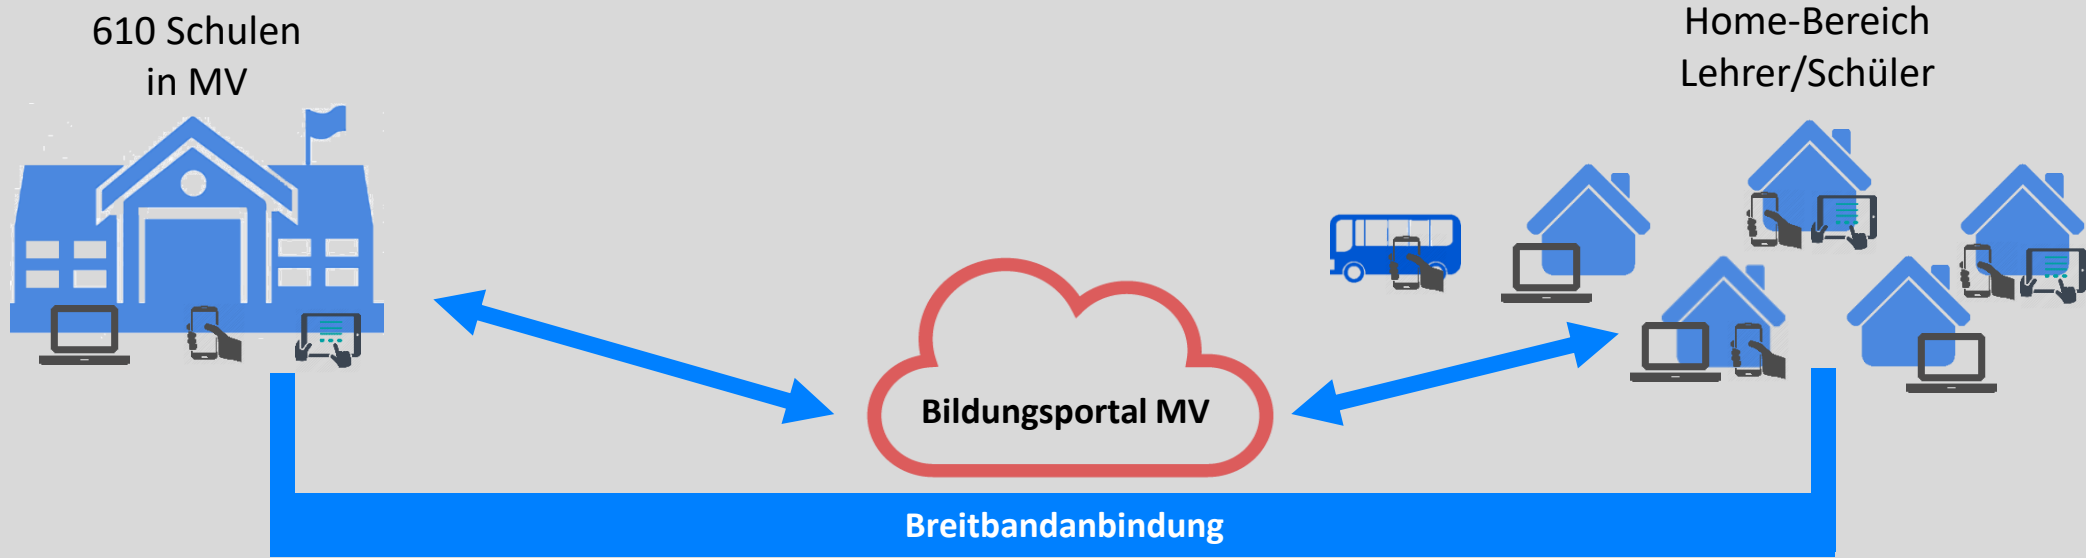 610 Schulen
in MV
Home-Bereich
Lehrer/Schüler
Bildungsportal MV
Breitbandanbindung